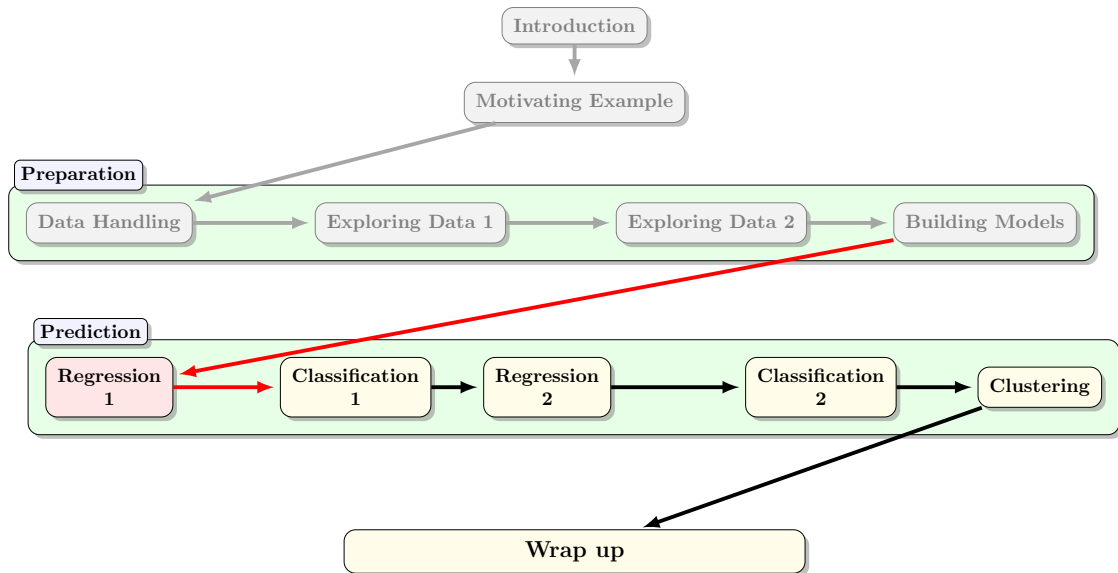 Introduction
Motivating Example
Preparation
Data Handling
Exploring Data 1
Exploring Data 2
Building Models
Prediction
Regression
1
Classification
1
Regression
2
Classification
2
Clustering
Wrap up